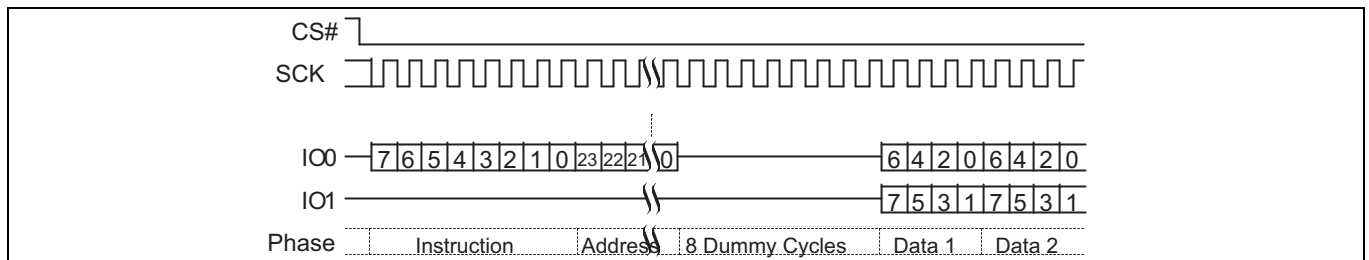 CS#
SCK
IO0 7 6 5 4 3 2 1 0 23 22 21 0 6 4 2 0 6 4 2 0
IO1 7 5 3 1 7 5 3 1
Phase Instruction Address 8 Dummy Cycles Data 1 Data 2